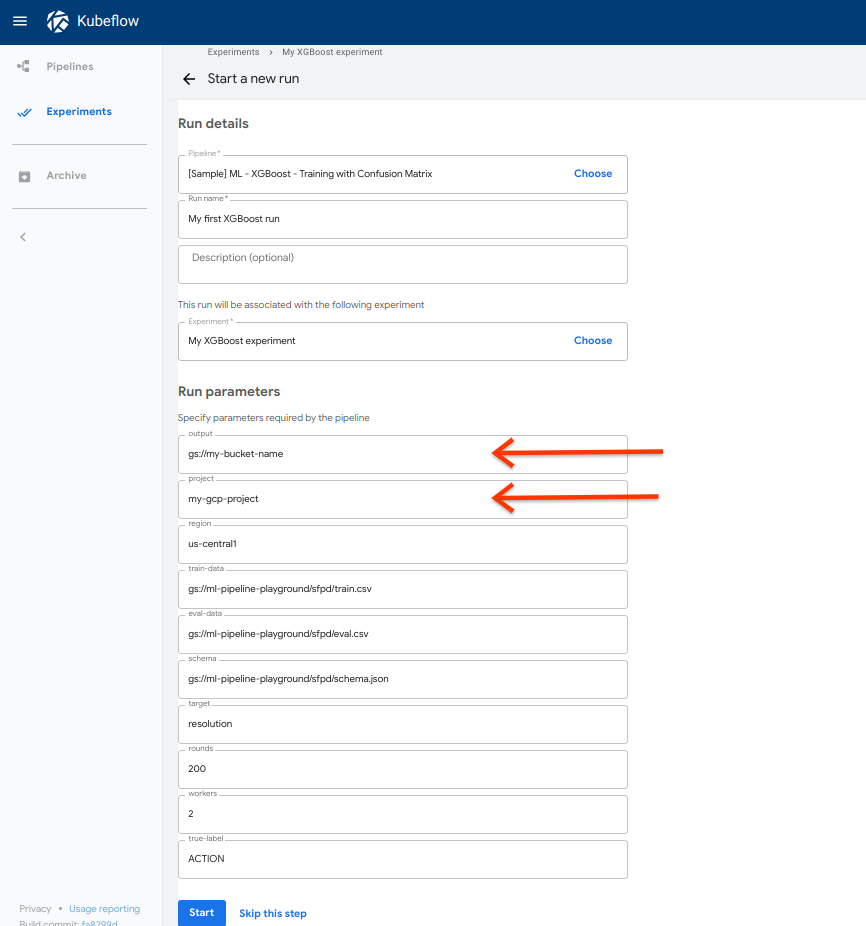 Kubeflow
Pipelines
Experiments
Archive
Privacy • Usage reporting
Build commit: fa8299d
Experiments › My XGBoost experiment
Start a new run
Run details
Pipeline*
[Sample] ML - XGBoost - Training with Confusion Matrix Choose
Run name*
My first XGBoost run
Description (optional)
This run will be associated with the following experiment
Experiment*
My XGBoost experiment Choose
Run parameters
Specify parameters required by the pipeline
output
gs://my-bucket-name
project
my-gcp-project
region
us-central1
train-data
gs://ml-pipeline-playground/sfpd/train.csv
eval-data
gs://ml-pipeline-playground/sfpd/eval.csv
schema
gs://ml-pipeline-playground/sfpd/schema.json
target
resolution
rounds
200
workers
2
true-label
ACTION
Start Skip this step